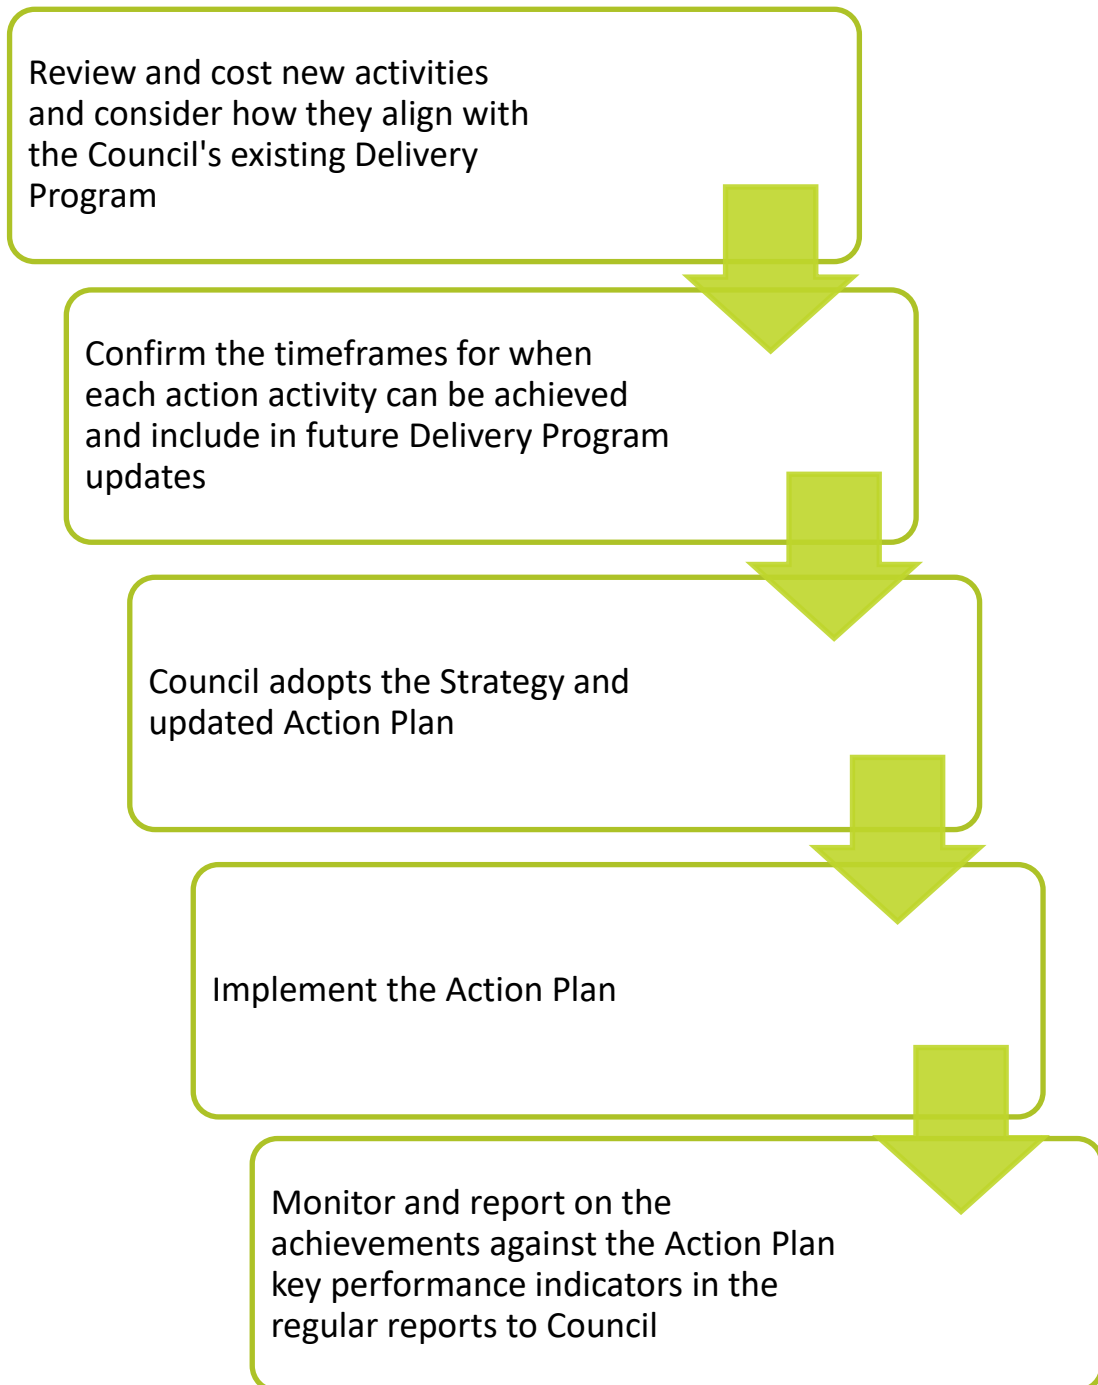 Review and cost new activities
and consider how they align with
the Council's existing Delivery
Program
Confirm the timeframes for when
each action activity can be achieved
and include in future Delivery Program
updates
Council adopts the Strategy and
updated Action Plan
Implement the Action Plan
Monitor and report on the
achievements against the Action Plan
key performance indicators in the
regular reports to Council